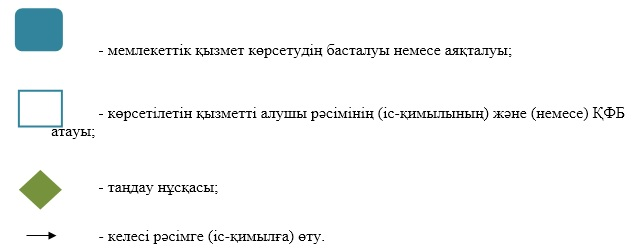 - мемлекеттік қызмет көрсетудің басталуы немесе аяқталуы;
- көрсетілетін қызметті алушы рәсімінің (іс-қимылының) және (немесе) ҚФБ
атауы;
- таңдау нұсқасы;
- келесі рәсімге (іс-қимылға) өту.